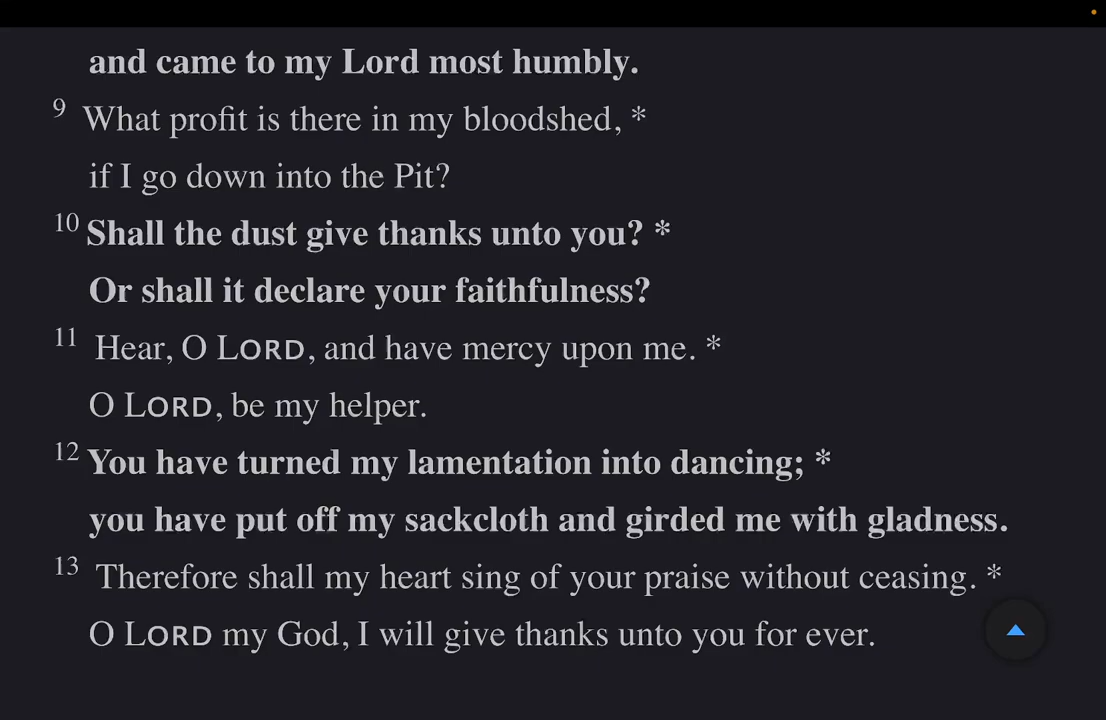 and came to my Lord most humbly.
9 What profit is there in my bloodshed, *
if I go down into the Pit?
10 Shall the dust give thanks unto you? *
Or shall it declare your faithfulness?
11 Hear, O LORD, and have mercy upon me. *
O LORD, be my helper.
12 You have turned my lamentation into dancing; *
you have put off my sackcloth and girded me with gladness.
13 Therefore shall my heart sing of your praise without ceasing. *
O LORD my God, I will give thanks unto you for ever.